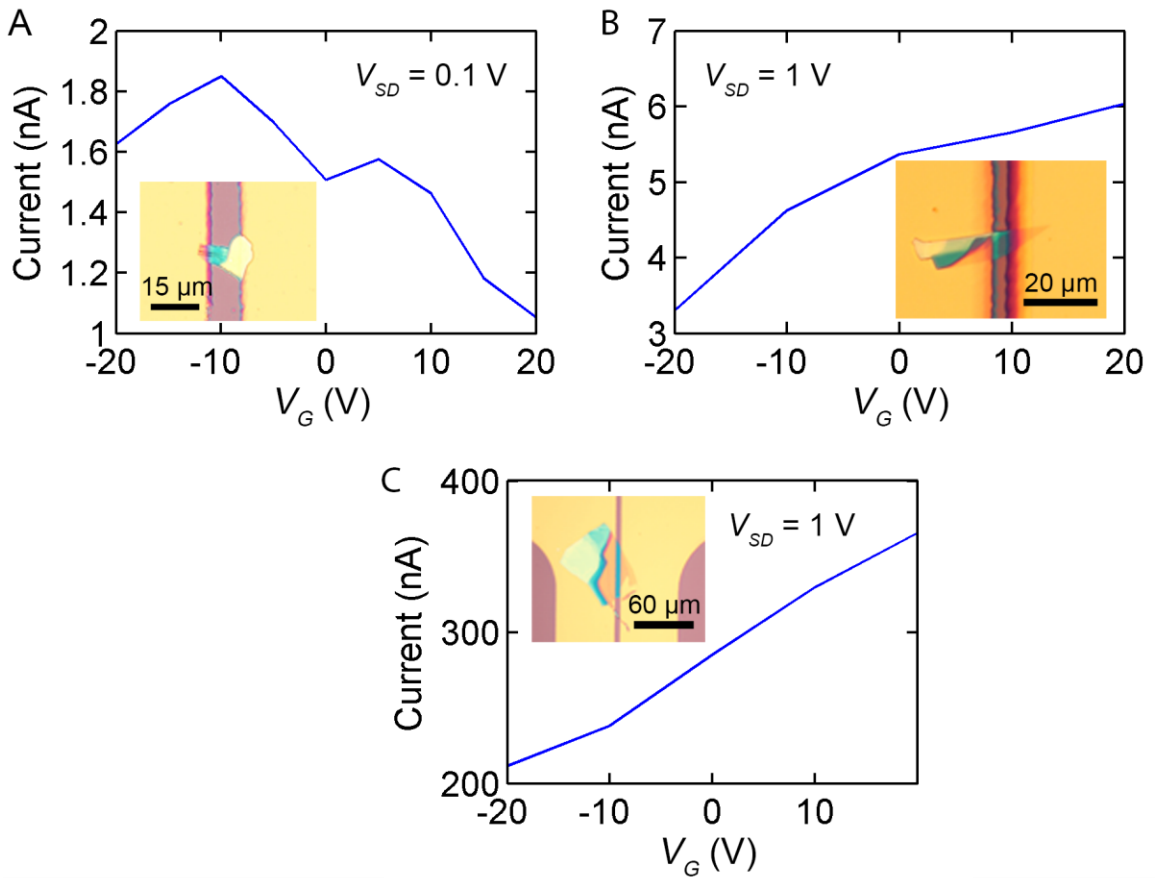 A
2
1.8
1.6
1.4
1.2
1
Current (nA)
V_SD = 0.1 V
15 μm
-20
-10
0
10
20
V_G (V)
B
7
6
5
4
3
Current (nA)
V_SD = 1 V
20 μm
-20
-10
0
10
20
V_G (V)
C
400
300
200
Current (nA)
V_SD = 1 V
60 μm
-20
-10
0
10
V_G (V)